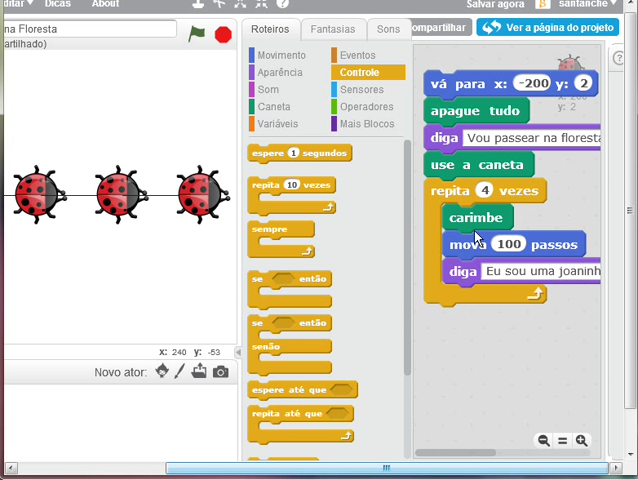 ditar Dicas About Salvar agora santanche
na Floresta
artilhado)
Roteiros Fantasias Sons
ompartilhar Ver a página do projeto
Movimento Eventos
Aparência Controle
Som Sensores
Caneta Operadores
Variáveis Mais Blocos
espere 1 segundos
repita 10 vezes
sempre
se então
se então
senão
espere até que
repita até que
vá para x: -200 y: 2
y: 2
apague tudo
diga Vou passear na floresta
use a caneta
repita 4 vezes
carimbe
mova 100 passos
diga Eu sou uma joaninh
x: 240 y: -53
Novo ator: